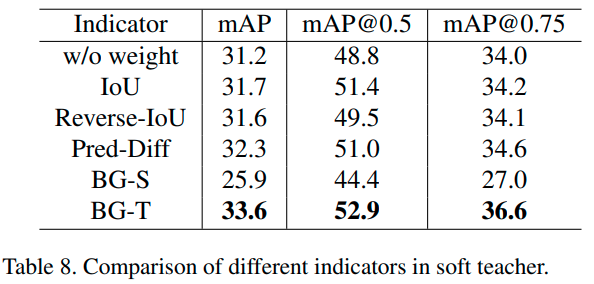 Indicator mAP mAP@0.5 mAP@0.75
w/o weight 31.2 48.8 34.0
IoU 31.7 51.4 34.2
Reverse-IoU 31.6 49.5 34.1
Pred-Diff 32.3 51.0 34.6
BG-S 25.9 44.4 27.0
BG-T 33.6 52.9 36.6
Table 8. Comparison of different indicators in soft teacher.